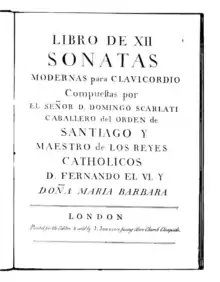 LIBRO DE XII
SONATAS
MODERNAS para CLAVICORDIO
Compuestas por
EL SEÑOR D. DOMINGO SCARLATI
CABALLERO del ORDEN de
SANTIAGO Y
MAESTRO de LOS REYES
CATHOLICOS
D. FERNANDO EL VI. Y
DOÑA MARIA BARBARA
LONDON
Printed for the Editor & sold by J. Johnson facing Bow Church Cheapside